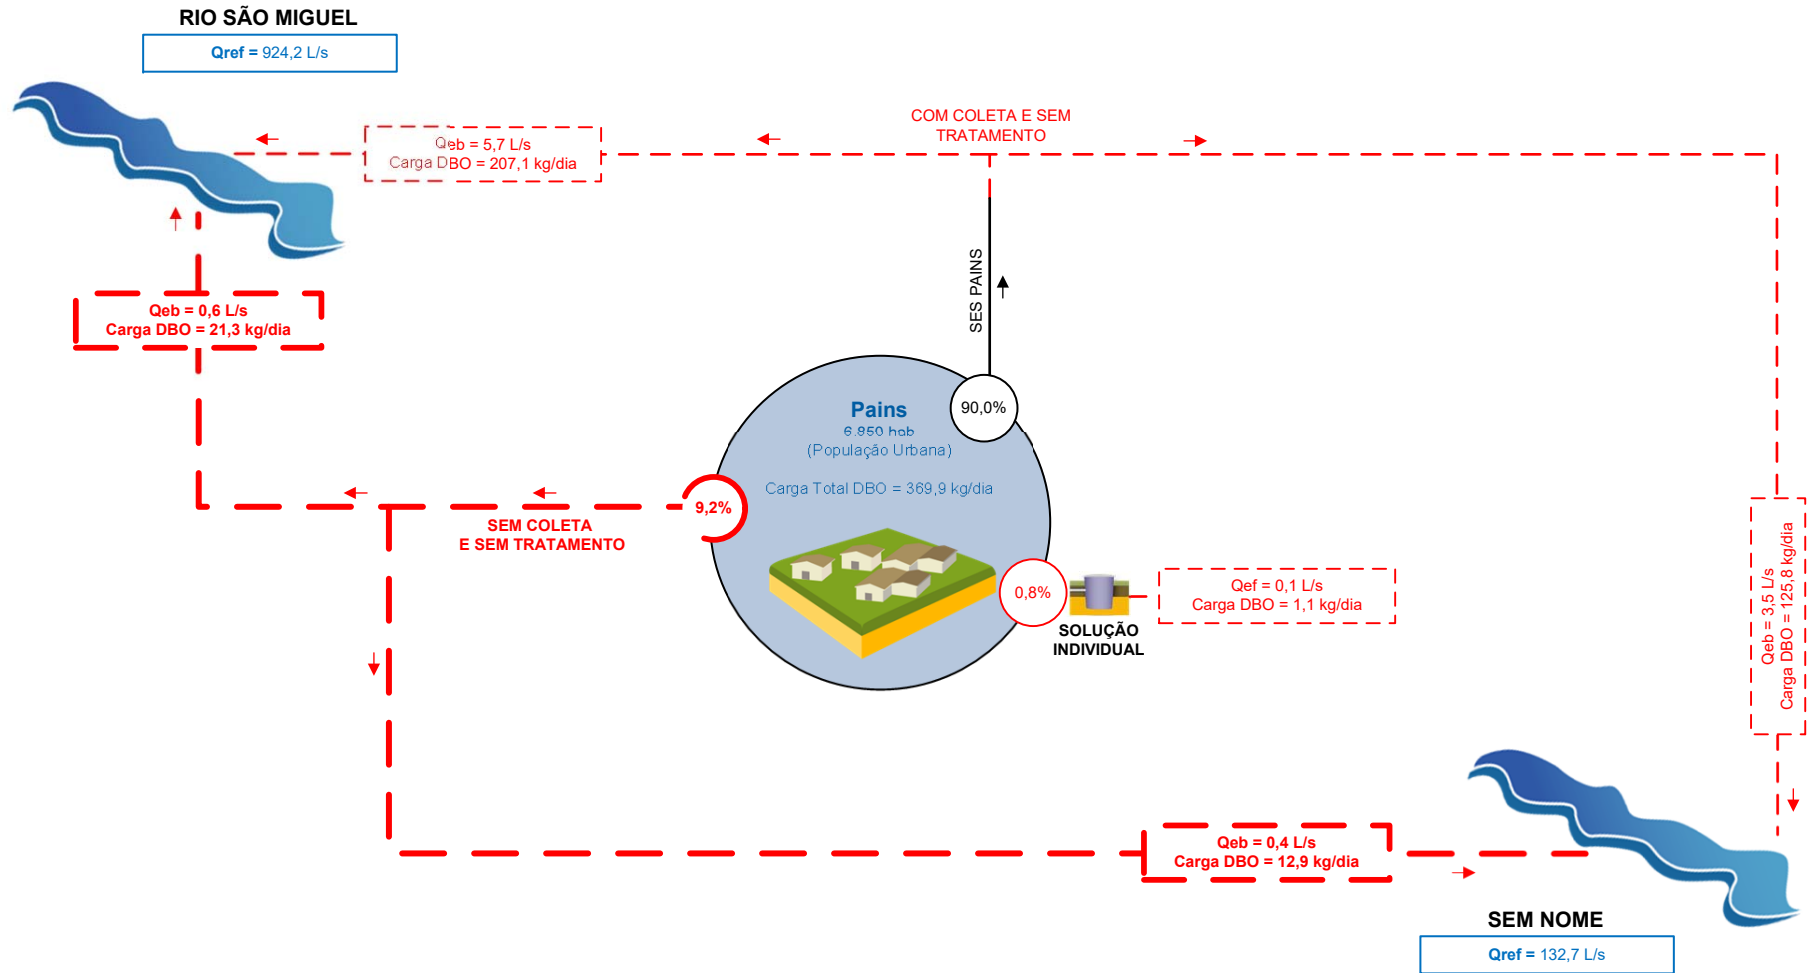 RIO SÃO MIGUEL
Qref = 924,2 L/s
COM COLETA E SEM
TRATAMENTO
Qeb = 5,7 L/s
Carga DBO = 207,1 kg/dia
SES PAINS
Qeb = 0,6 L/s
Carga DBO = 21,3 kg/dia
90,0%
Pains
6.850 hab
(População Urbana)
Carga Total DBO = 369,9 kg/dia
9,2%
SEM COLETA
E SEM TRATAMENTO
0,8%
SOLUÇÃO
INDIVIDUAL
Qef = 0,1 L/s
Carga DBO = 1,1 kg/dia
Qeb = 3,5 L/s
Carga DBO = 125,8 kg/dia
Qeb = 0,4 L/s
Carga DBO = 12,9 kg/dia
SEM NOME
Qref = 132,7 L/s